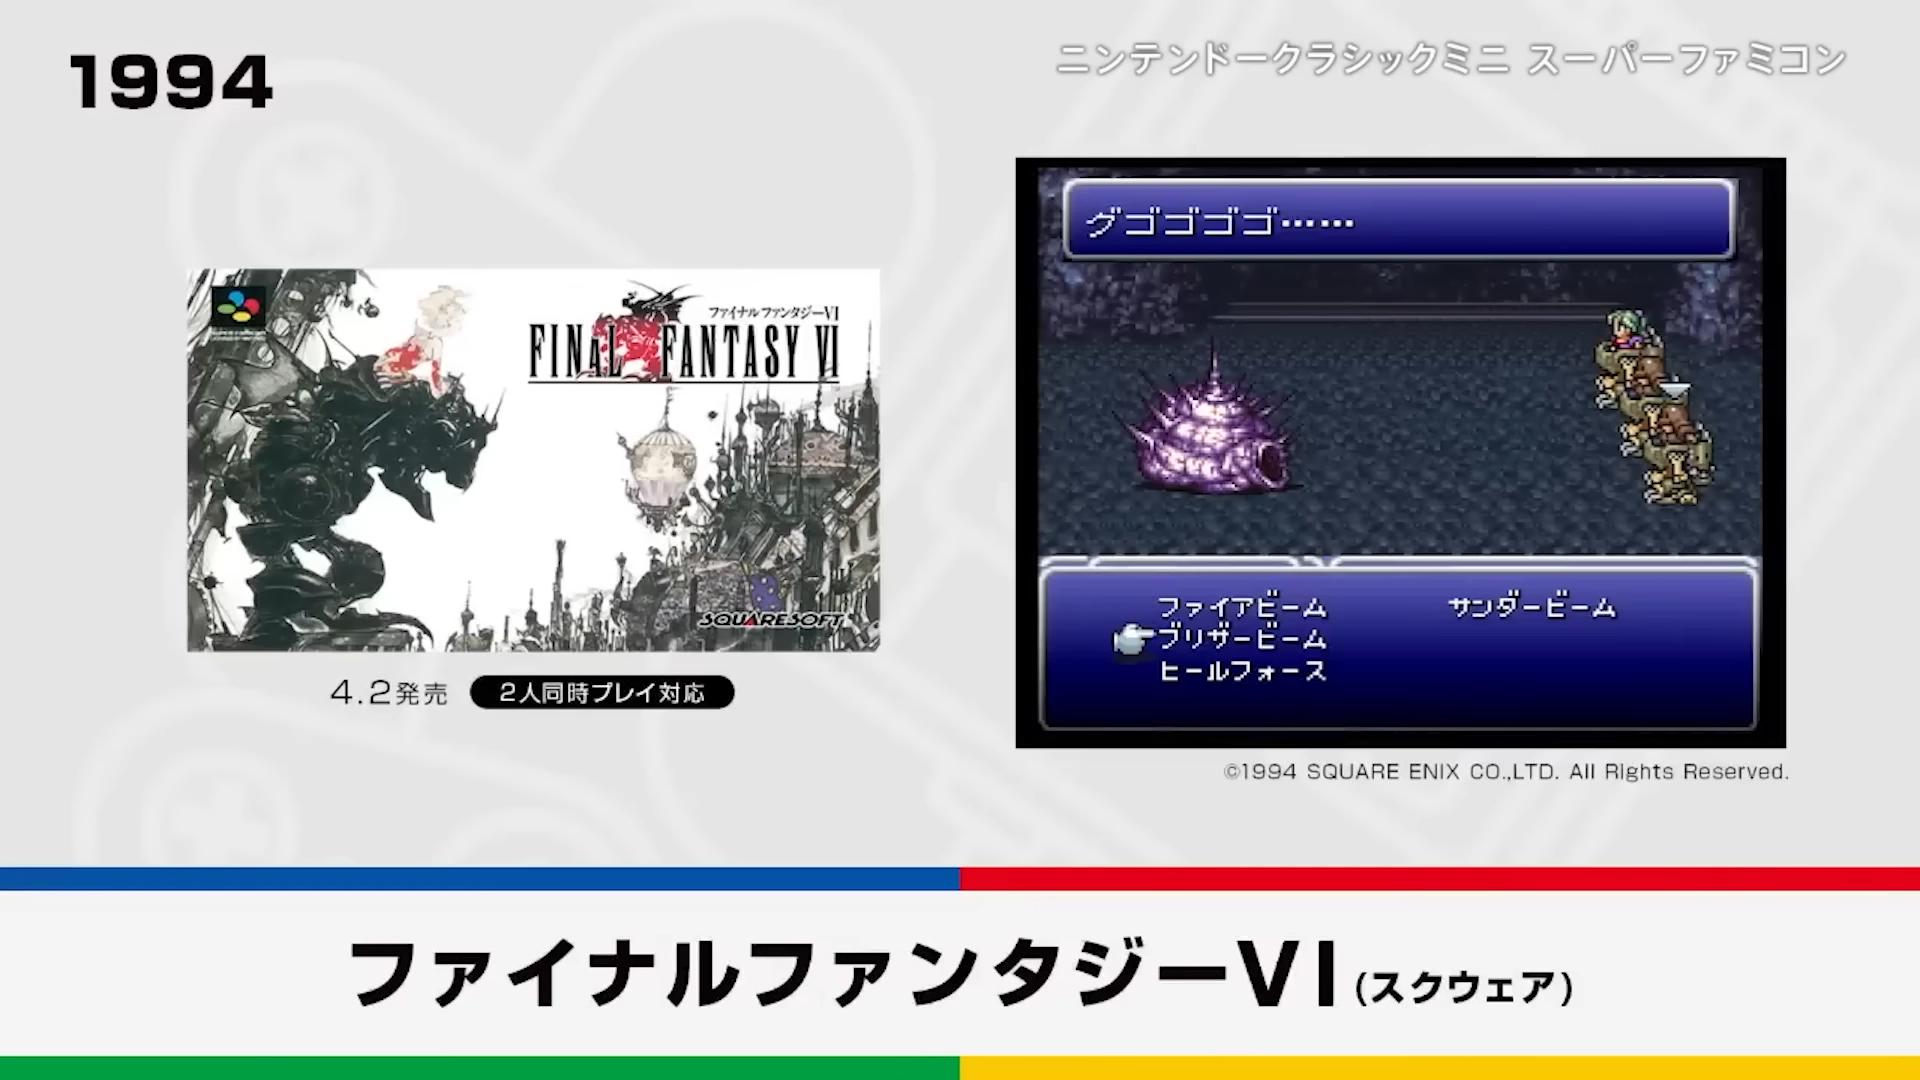 1994
ニンテンドークラシックミニ スーパーファミコン
ファイナルファンタジーVI
FINAL FANTASY VI
SQUARESOFT
4.2発売 2人同時プレイ対応
グゴゴゴゴ……
ファイアビーム サンダービーム
ブリザービーム
ヒールフォース
©1994 SQUARE ENIX CO.,LTD. All Rights Reserved.
ファイナルファンタジーVI (スクウェア)